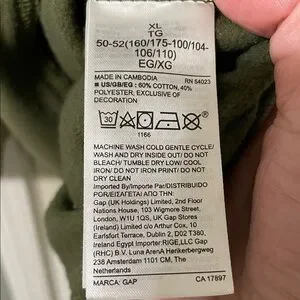 XL
TG
50-52(160/175-100/104-
106/110)
EG/XG
MADE IN CAMBODIA RN 54023
■ US/GB/EG : 60% COTTON, 40%
POLYESTER, EXCLUSIVE OF
DECORATION
30
1166
MACHINE WASH COLD GENTLE CYCLE/
WASH AND DRY INSIDE OUT/ DO NOT
BLEACH/ TUMBLE DRY LOW/ COOL
IRON/ DO NOT IRON PRINT/ DO NOT
DRY CLEAN
Imported By/Importe Par/DISTRIBUIDO
POR/ΕΙΣΑΓΕΤΑΙ ΑΠΟ ΤΗΝ :
Gap (UK Holdings) Limited, 2nd Floor
Nations House, 103 Wigmore Street,
London, W1U 1QS, UK Gap Stores
(Ireland) Limited c/o Arthur Cox, 10
Earlsfort Terrace, Dublin 2, D02 T380,
Ireland Egypt Importer:RIGE,LLC Gap
(RHC) B.V. Luna ArenA Herikerbergweg
238 Amsterdam 1101 CM, The
Netherlands
MARCA: GAP CA 17897